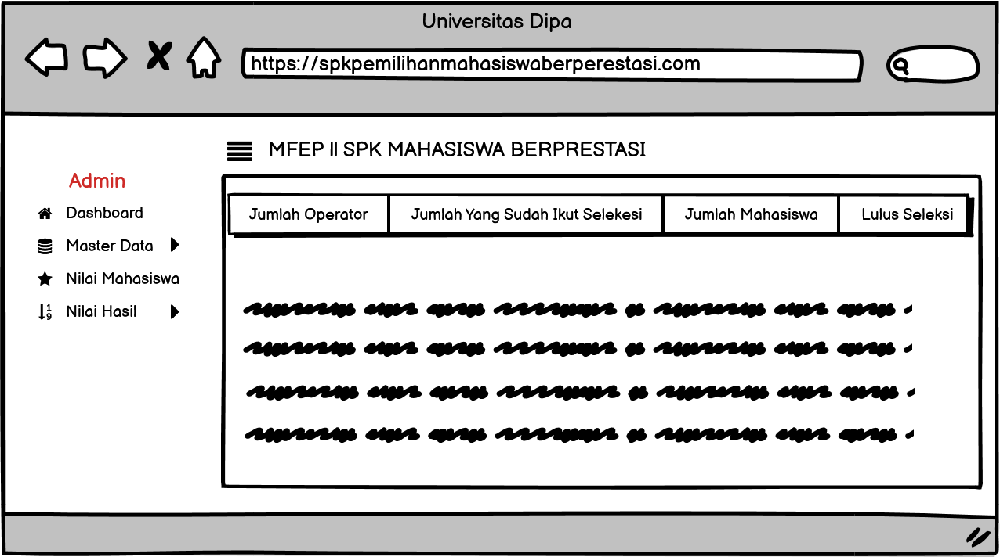 Universitas Dipa
https://spkpemilihanmahasiswaberperestasi.com
MFEP II SPK MAHASISWA BERPRESTASI
Admin
Dashboard
Master Data
Nilai Mahasiswa
Nilai Hasil
Jumlah Operator Jumlah Yang Sudah Ikut Selekesi Jumlah Mahasiswa Lulus Seleksi